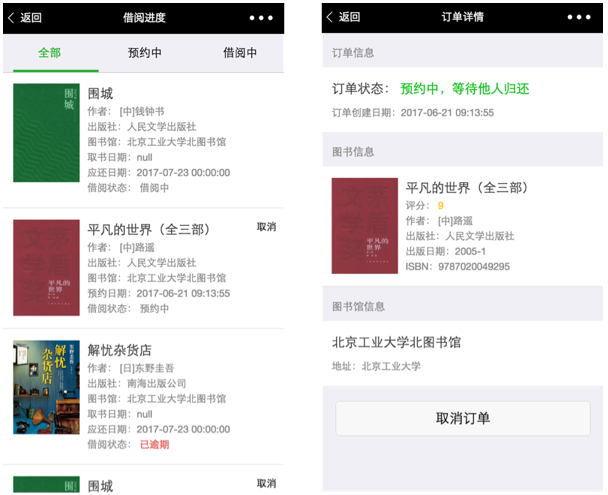 返回
借阅进度
全部
预约中
借阅中
围城
围城
作者： [中]钱钟书
出版社：人民文学出版社
图书馆：北京工业大学北图书馆
取书日期：null
应还日期：2017-07-23 00:00:00
借阅状态： 借阅中
平凡的世界（全三部）
取消
平凡的
世界
作者： [中]路遥
出版社：人民文学出版社
图书馆：北京工业大学北图书馆
预约日期：2017-06-21 09:13:55
借阅状态： 预约中
解忧杂货店
解忧
杂货店
作者： [日]东野圭吾
出版社：南海出版公司
图书馆：北京工业大学北图书馆
取书日期：null
应还日期：2017-07-23 00:00:00
借阅状态： 已逾期
围城
围城
取消
返回
订单详情
订单信息
订单状态： 预约中，等待他人归还
订单创建日期：2017-06-21 09:13:55
图书信息
平凡的世界（全三部）
平凡的
世界
评分： 9
作者： [中]路遥
出版社：人民文学出版社
出版日期：2005-1
ISBN：9787020049295
图书馆信息
北京工业大学北图书馆
地址：北京工业大学
取消订单